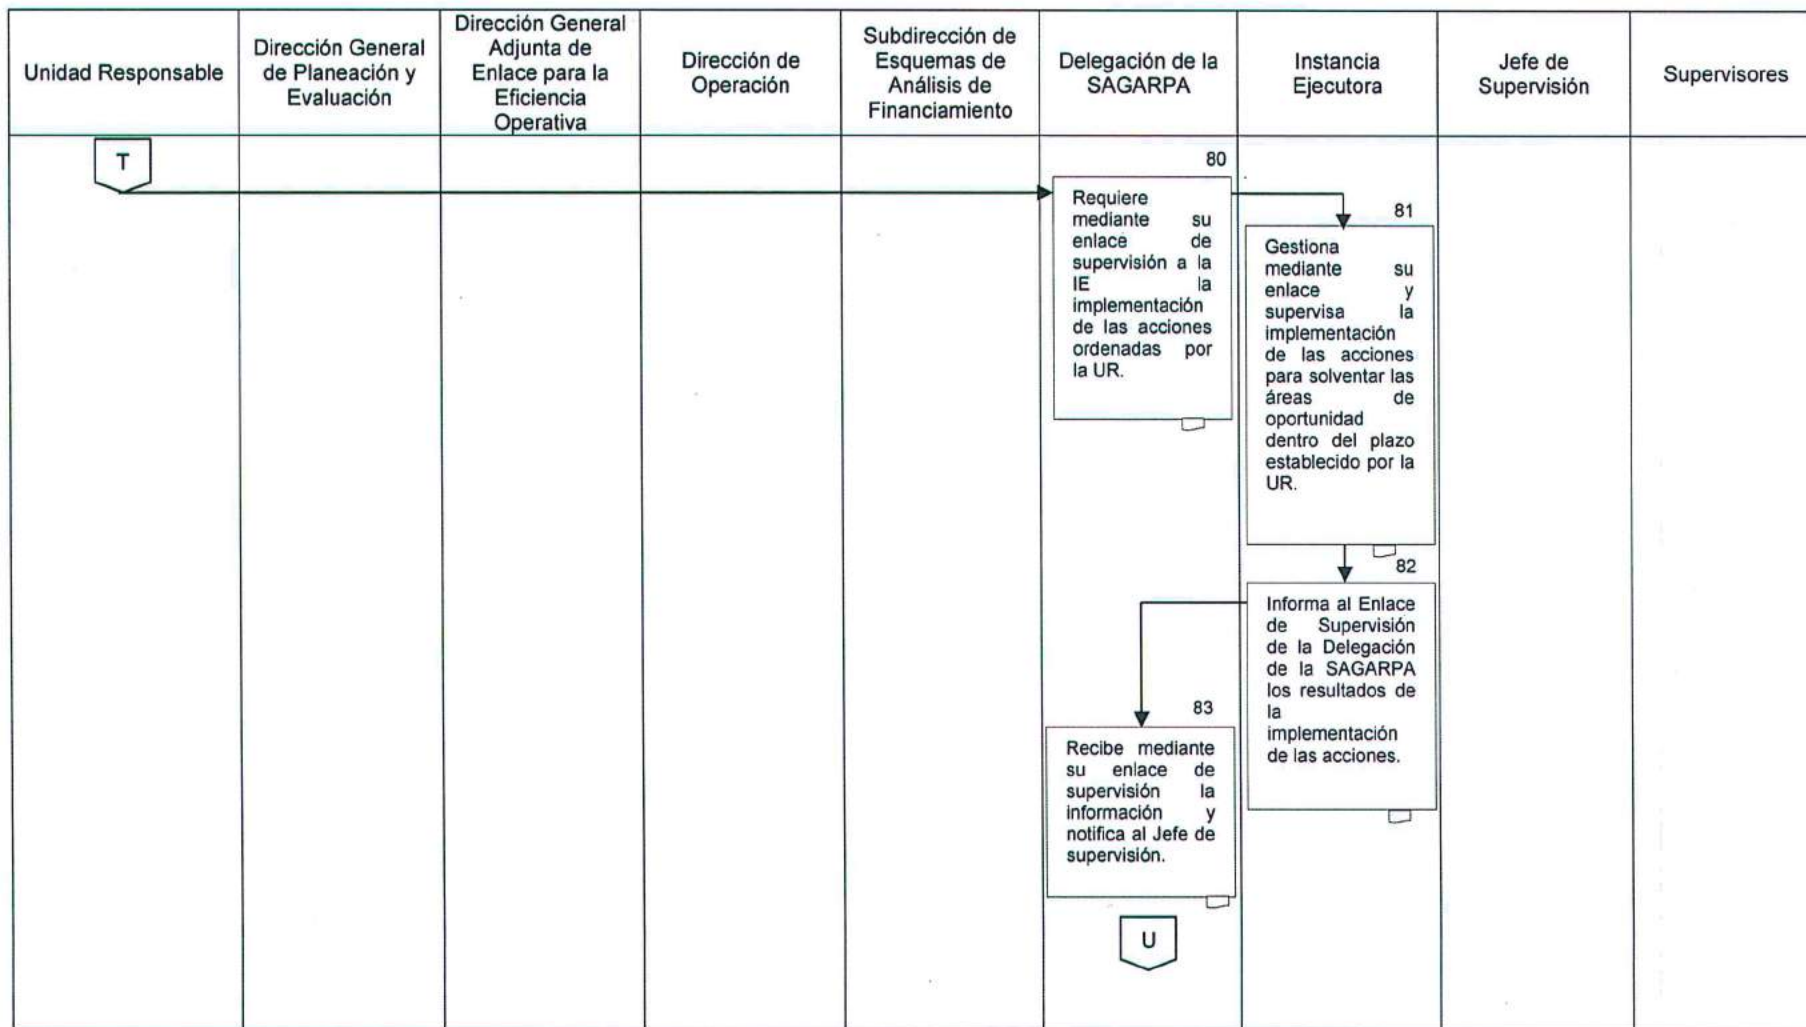 Unidad Responsable
Dirección General
de Planeación y
Evaluación
Dirección General
Adjunta de
Enlace para la
Eficiencia
Operativa
Dirección de
Operación
Subdirección de
Esquemas de
Análisis de
Financiamiento
Delegación de la
SAGARPA
Instancia
Ejecutora
Jefe de
Supervisión
Supervisores
T
80
Requiere
mediante su
enlace de
supervisión a la
IE la
implementación
de las acciones
ordenadas por
la UR.
81
Gestiona
mediante su
enlace y
supervisa la
implementación
de las acciones
para solventar las
áreas de
oportunidad
dentro del plazo
establecido por la
UR.
82
Informa al Enlace
de Supervisión
de la Delegación
de la SAGARPA
los resultados de
la
implementación
de las acciones.
83
Recibe mediante
su enlace de
supervisión la
información y
notifica al Jefe de
supervisión.
U